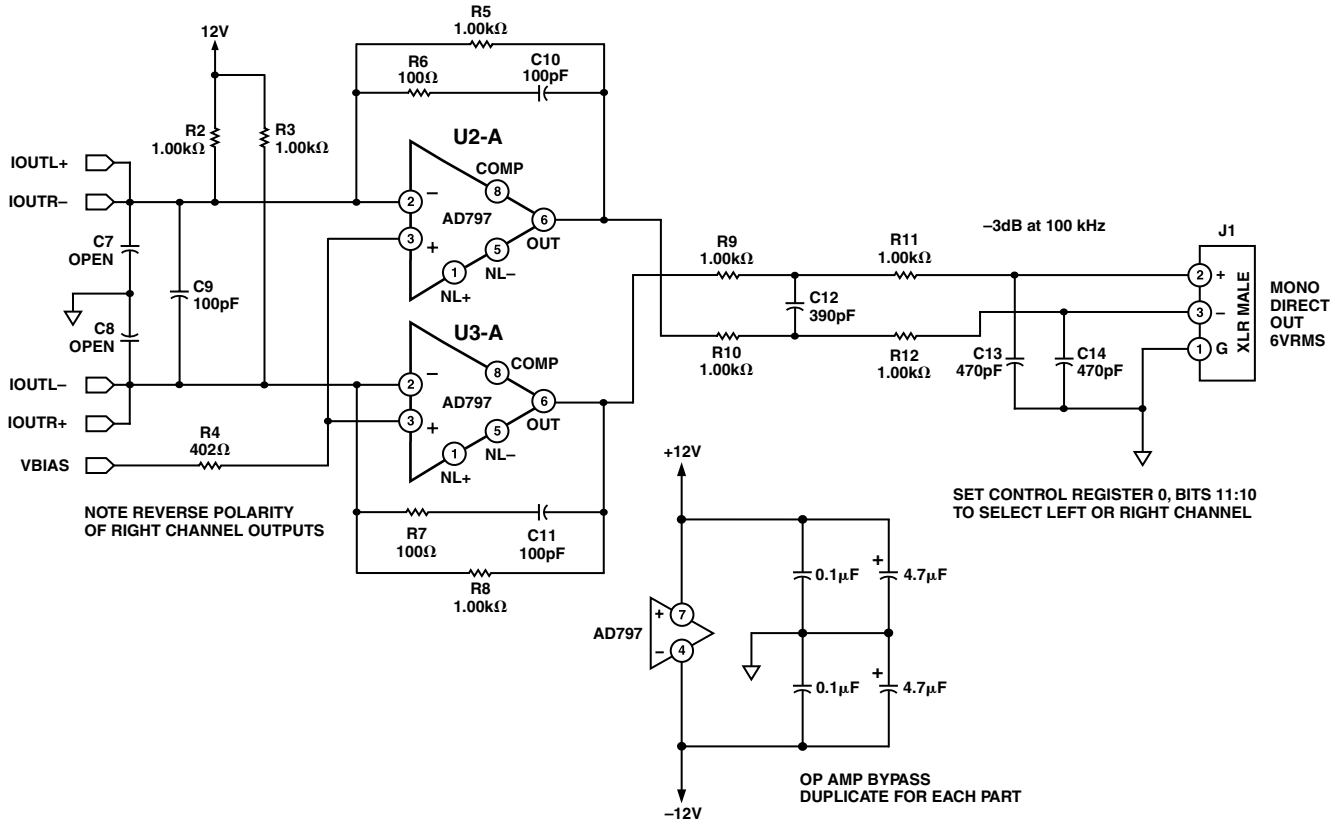 12V
R5
1.00kΩ
R6
100Ω
C10
100pF
R2
1.00kΩ
R3
1.00kΩ
U2-A
IOUTL+
IOUTR–
COMP
8
2
–
AD797
6
3
+
5
OUT
NL–
1
NL+
C7
OPEN
C9
100pF
C8
OPEN
U3-A
COMP
8
IOUTL–
2
–
AD797
6
IOUTR+
3
+
5
OUT
NL–
1
NL+
R4
402Ω
VBIAS
NOTE REVERSE POLARITY
OF RIGHT CHANNEL OUTPUTS
R7
100Ω
C11
100pF
R8
1.00kΩ
R9
1.00kΩ
R11
1.00kΩ
–3dB at 100 kHz
J1
C12
390pF
2
+
3
–
1
G
XLR MALE
MONO
DIRECT
OUT
6VRMS
R10
1.00kΩ
R12
1.00kΩ
C13
470pF
C14
470pF
SET CONTROL REGISTER 0, BITS 11:10
TO SELECT LEFT OR RIGHT CHANNEL
+12V
0.1µF
+
4.7µF
AD797
+
7
–
4
0.1µF
+
4.7µF
–12V
OP AMP BYPASS
DUPLICATE FOR EACH PART